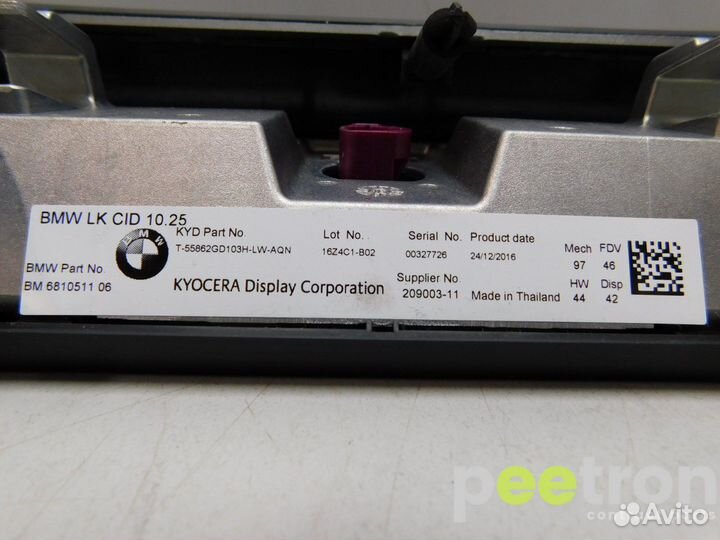 BMW LK CID 10.25
BMW
KYD Part No.
T-55862GD103H-LW-AQN
Lot No.
16Z4C1-B02
Serial No.
00327726
Product date
24/12/2016
Mech FDV
97 46
HW Disp
44 42
BMW Part No.
BM 6810511 06
KYOCERA Display Corporation
Supplier No.
209003-11
Made in Thailand
peetron
Avito